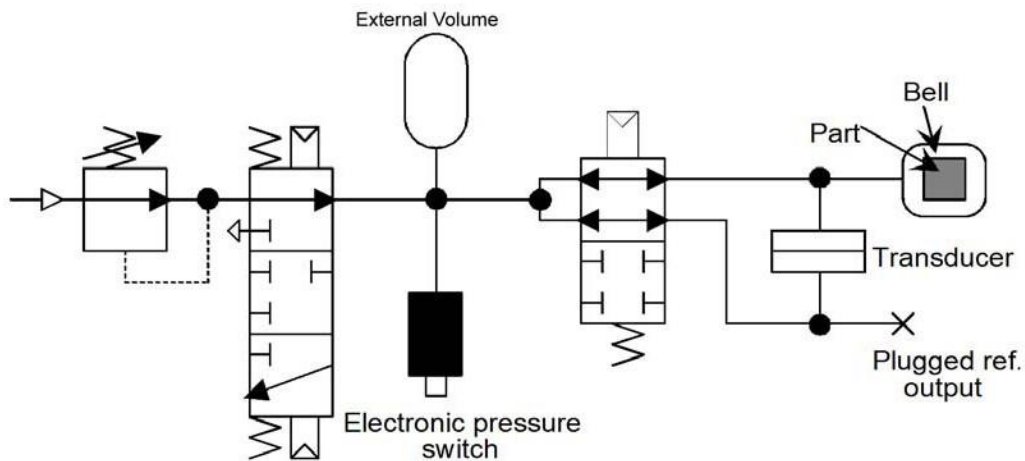 External Volume
Bell
Part
Transducer
Plugged ref.
output
Electronic pressure
switch